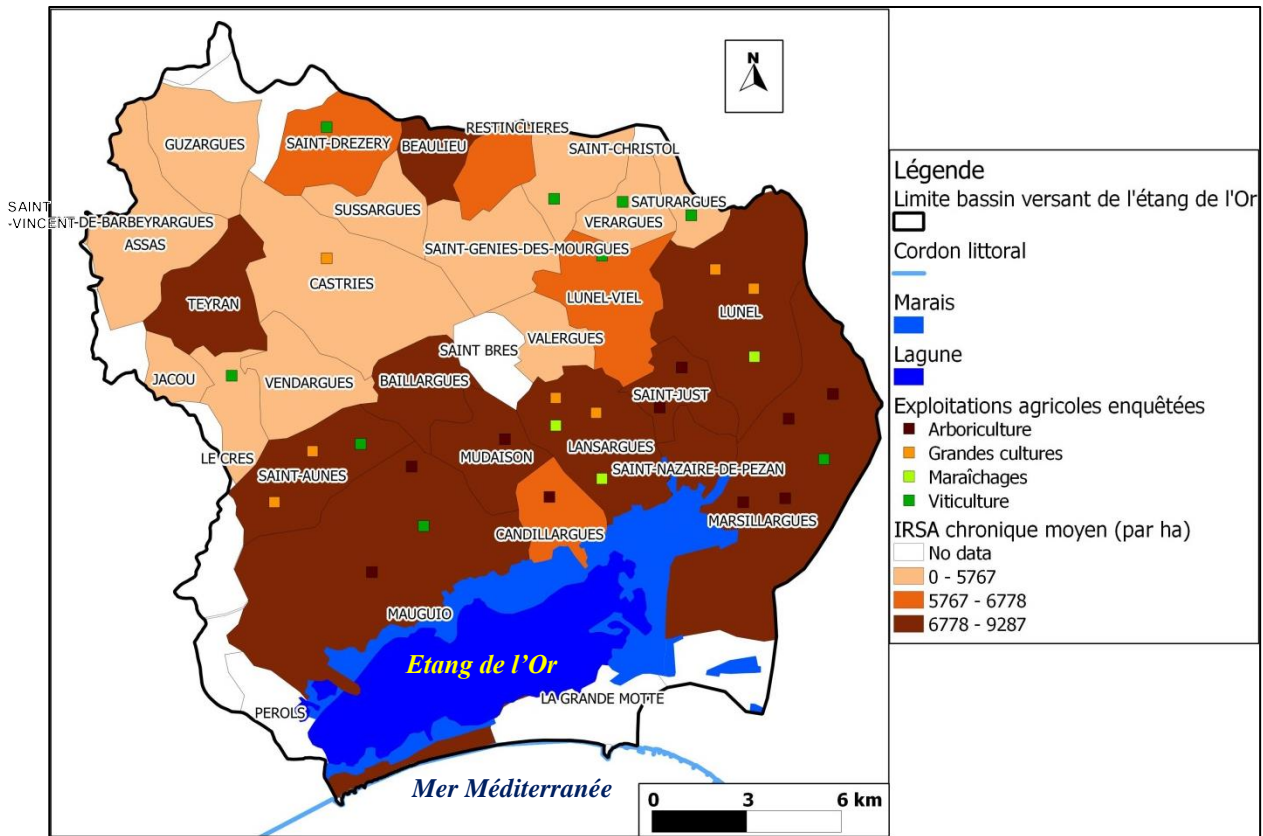 N
GUZARGUES
SAINT-DREZERY
BEAULIEU
RESTINCLIERES
SAINT-CHRISTOL
SUSSARGUES
SATURARGUES
VERARGUES
SAINT
-VINCENT-DE-BARBEYRARGUES
ASSAS
SAINT-GENIES-DES-MOURGUES
CASTRIES
TEYRAN
LUNEL-VIEL
LUNEL
SAINT BRES
VALERGUES
JACOU
VENDARGUES
BAILLARGUES
SAINT-JUST
LE CRES
SAINT-AUNES
MUDAISON
LANSARGUES
SAINT-NAZAIRE-DE-PEZAN
CANDILLARGUES
MARSILLARGUES
MAUGUIO
Etang de l’Or
PEROLS
LA GRANDE MOTTE
Mer Méditerranée
0 3 6 km
Légende
Limite bassin versant de l'étang de l'Or
Cordon littoral
Marais
Lagune
Exploitations agricoles enquêtées
Arboriculture
Grandes cultures
Maraîchages
Viticulture
IRSA chronique moyen (par ha)
No data
0 - 5767
5767 - 6778
6778 - 9287